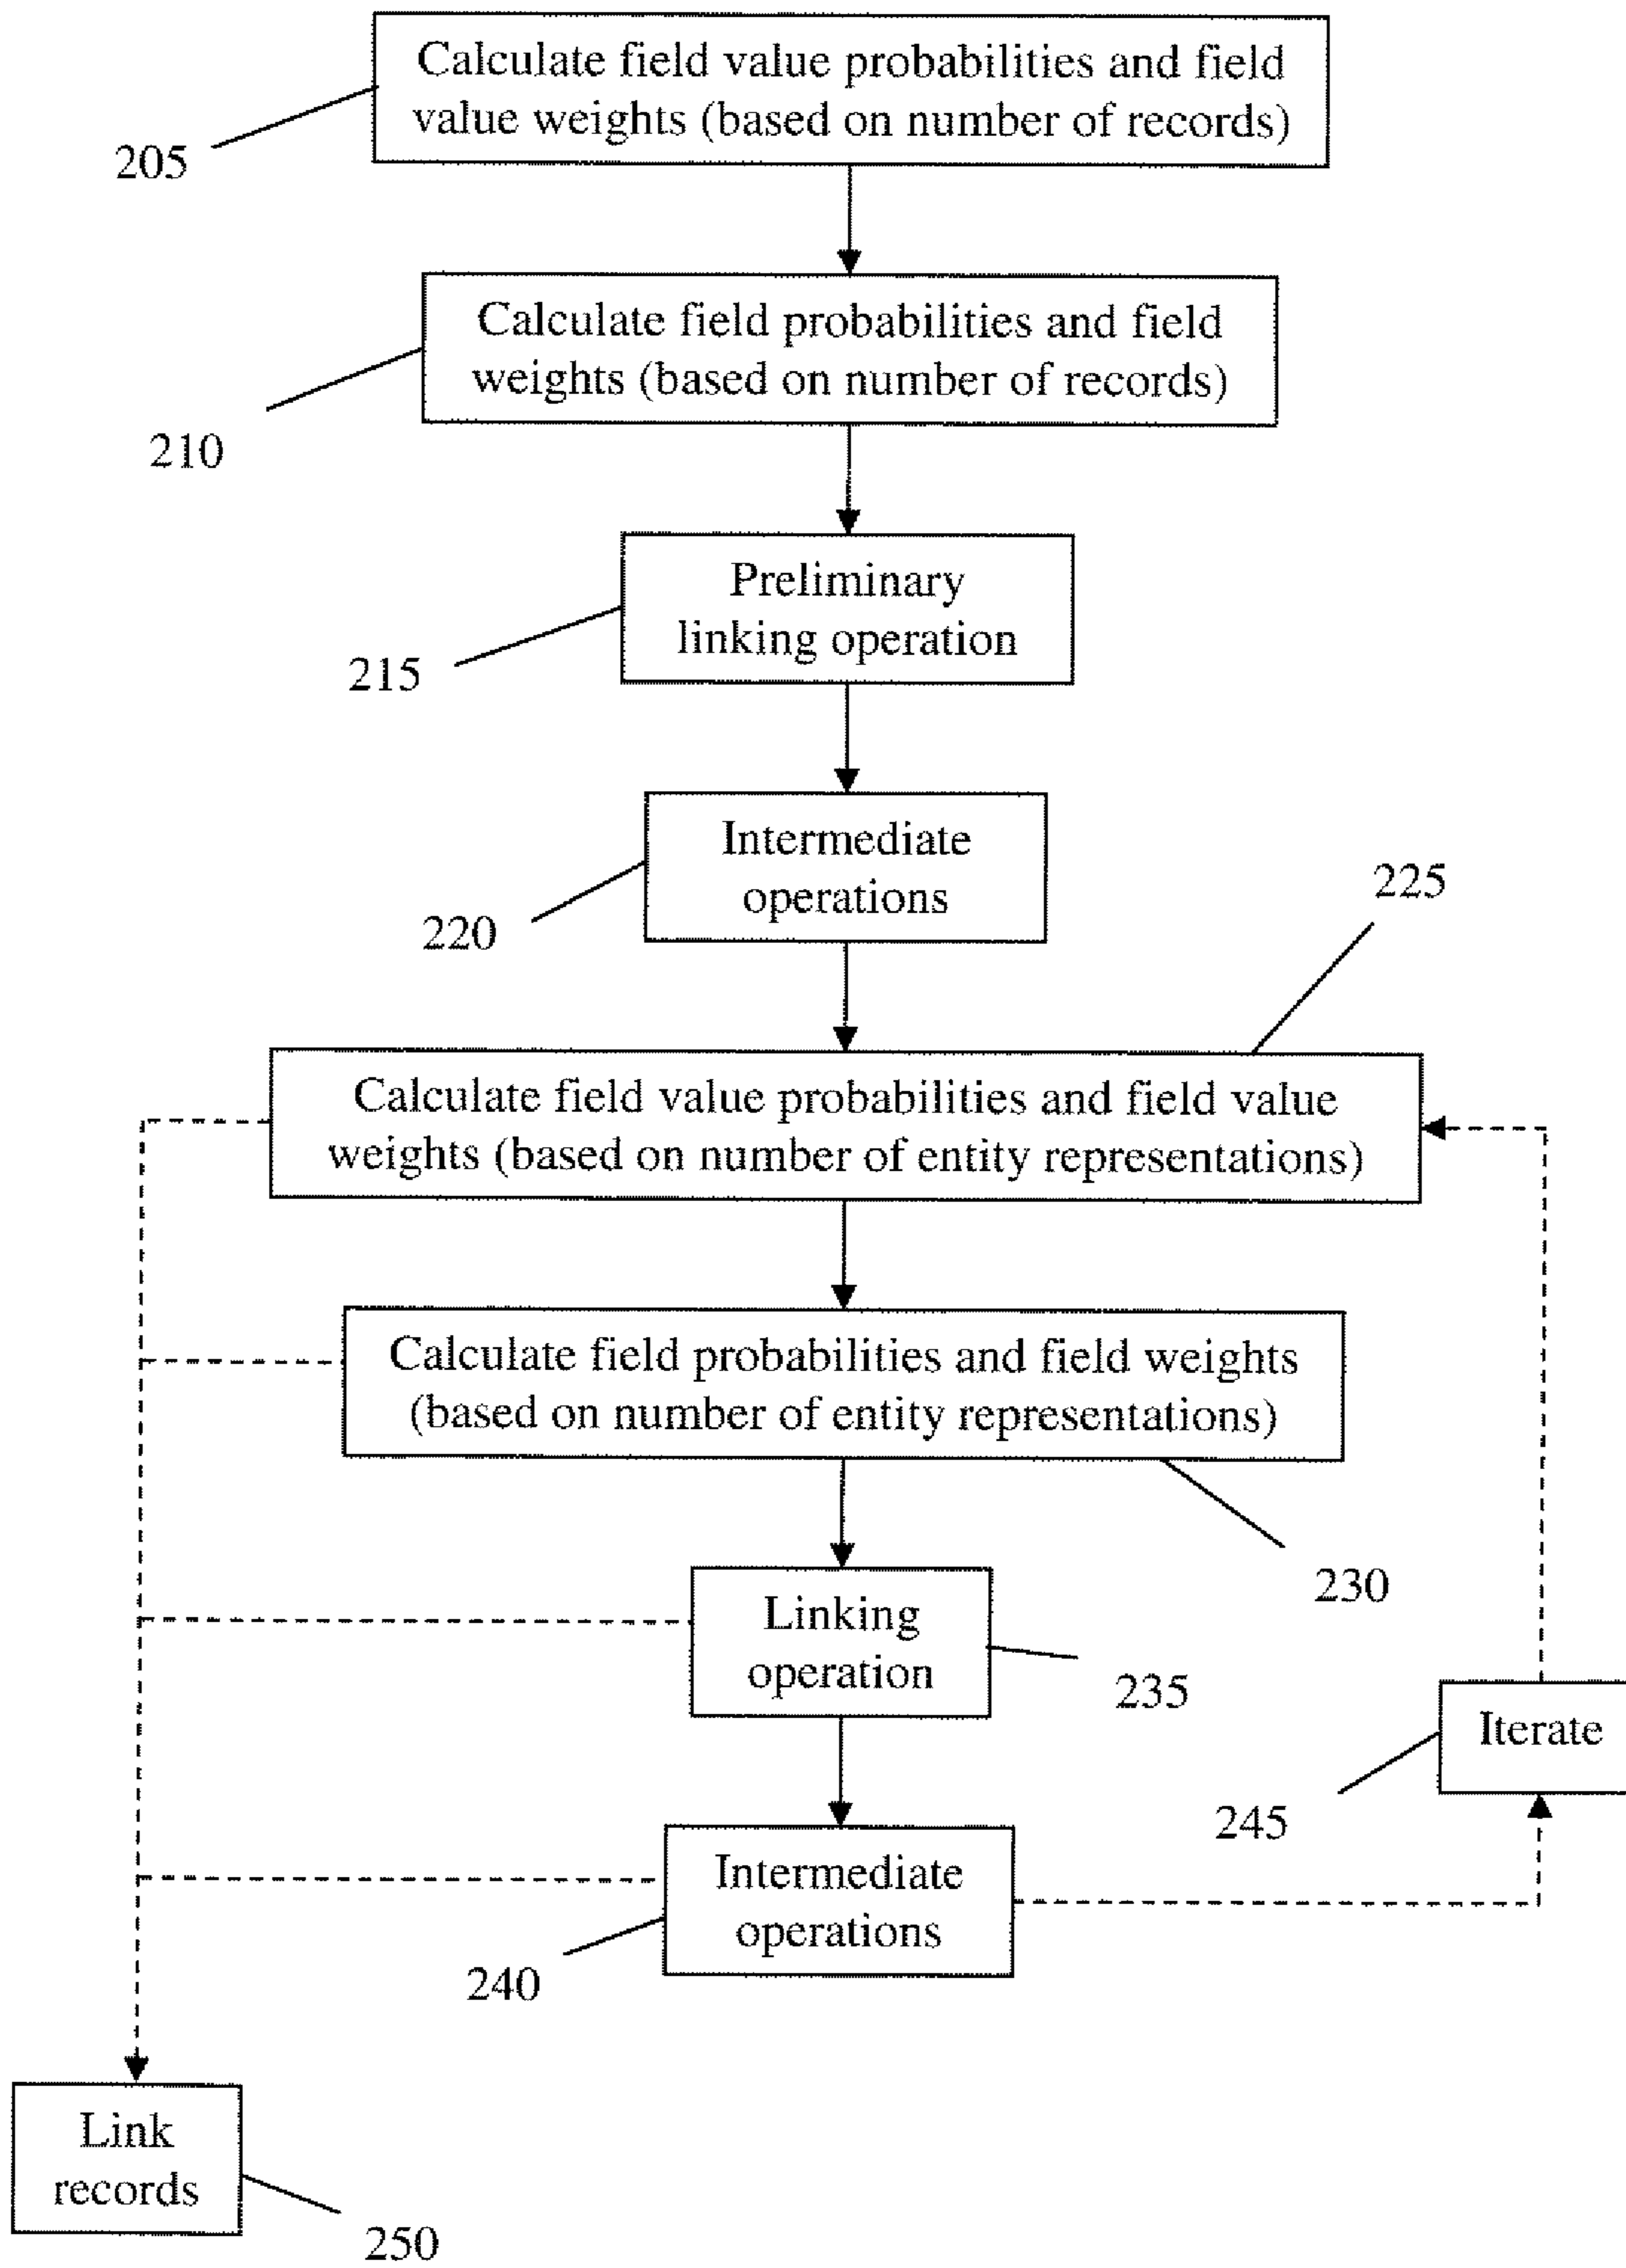 Calculate field value probabilities and field
value weights (based on number of records)
205
Calculate field probabilities and field
weights (based on number of records)
210
Preliminary
linking operation
215
Intermediate
operations
220
225
Calculate field value probabilities and field value
weights (based on number of entity representations)
Calculate field probabilities and field weights
(based on number of entity representations)
230
Linking
operation
235
Iterate
245
Intermediate
operations
240
Link
records
250